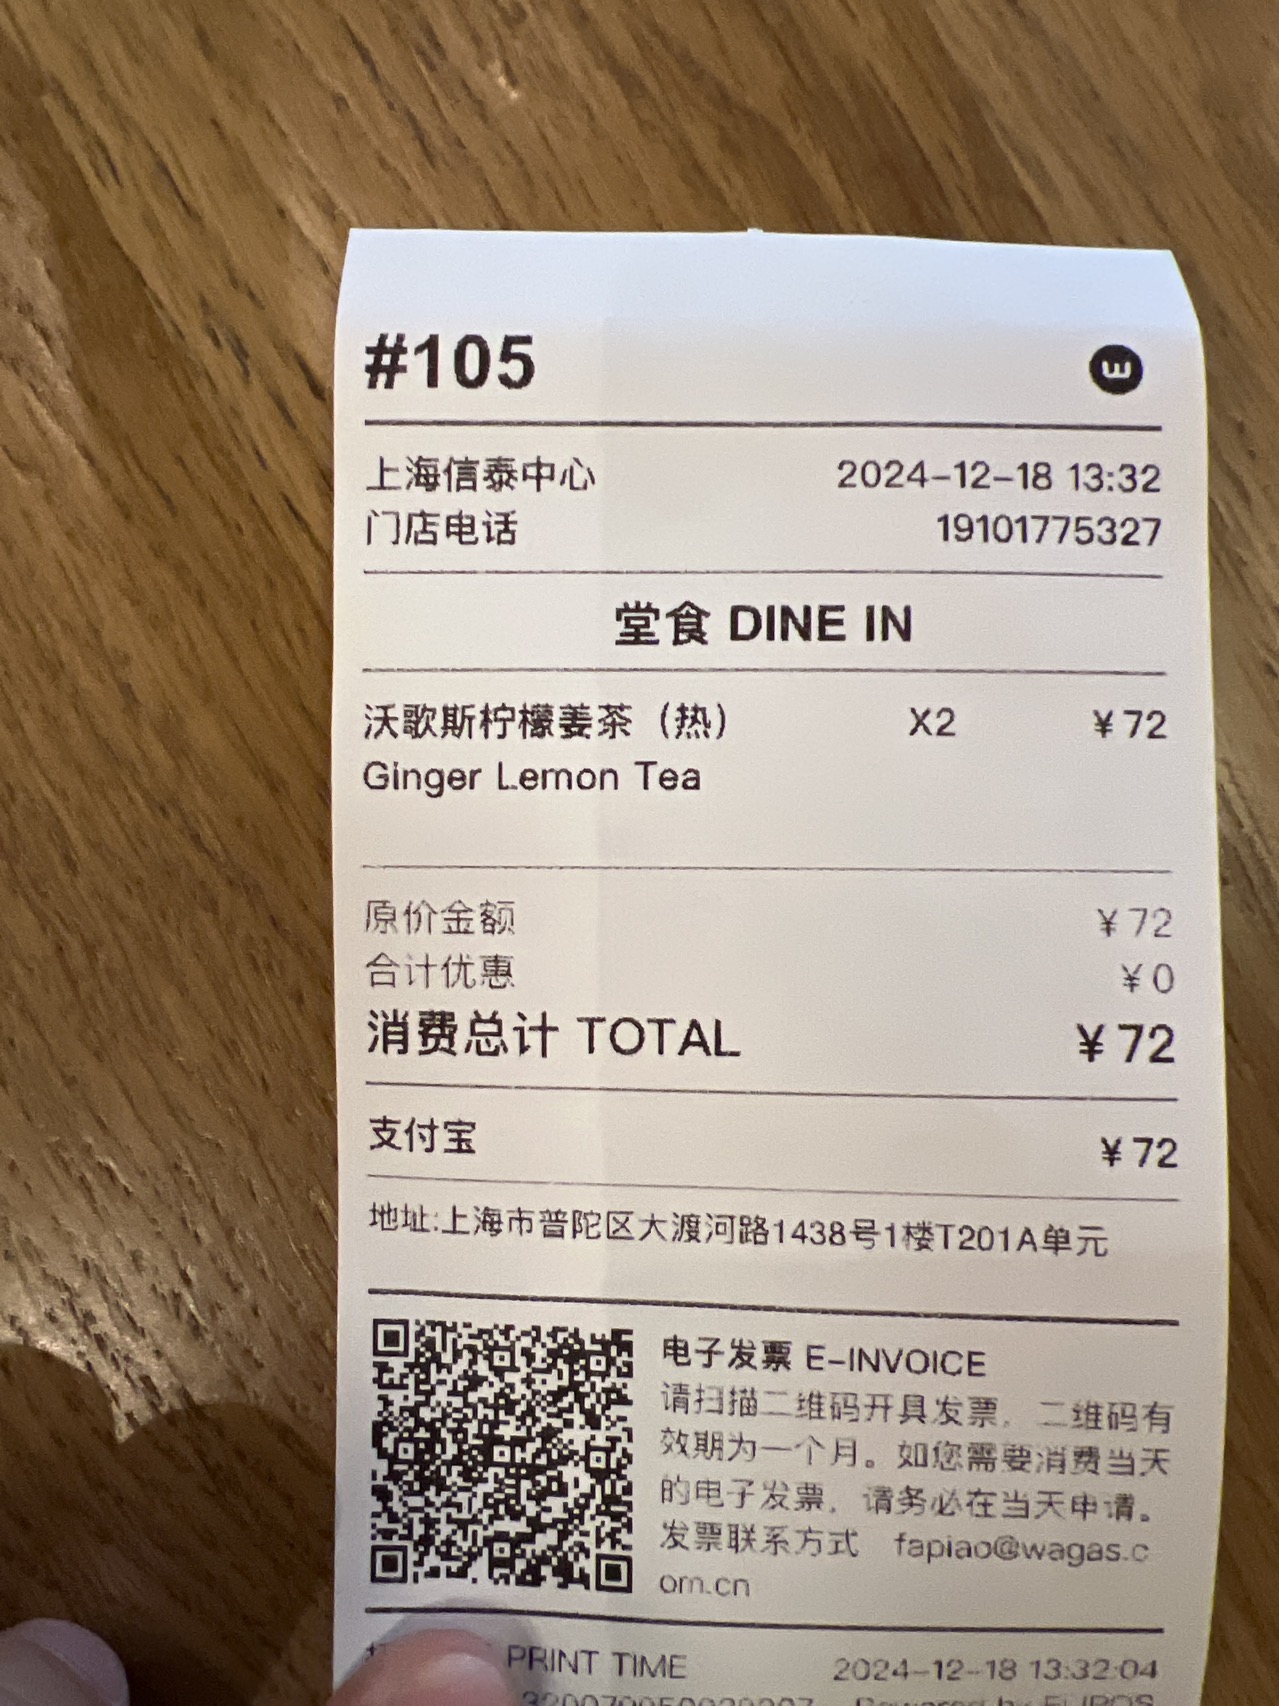 #105
上海信泰中心 2024-12-18 13:32
门店电话 19101775327
堂食 DINE IN
沃歌斯柠檬姜茶（热） X2 ¥72
Ginger Lemon Tea
原价金额 ¥72
合计优惠 ¥0
消费总计 TOTAL ¥72
支付宝 ¥72
地址:上海市普陀区大渡河路1438号1楼T201A单元
电子发票 E-INVOICE
请扫描二维码开具发票，二维码有
效期为一个月。如您需要消费当天
的电子发票，请务必在当天申请。
发票联系方式 fapiao@wagas.c
om.cn
PRINT TIME 2024-12-18 13:32:04